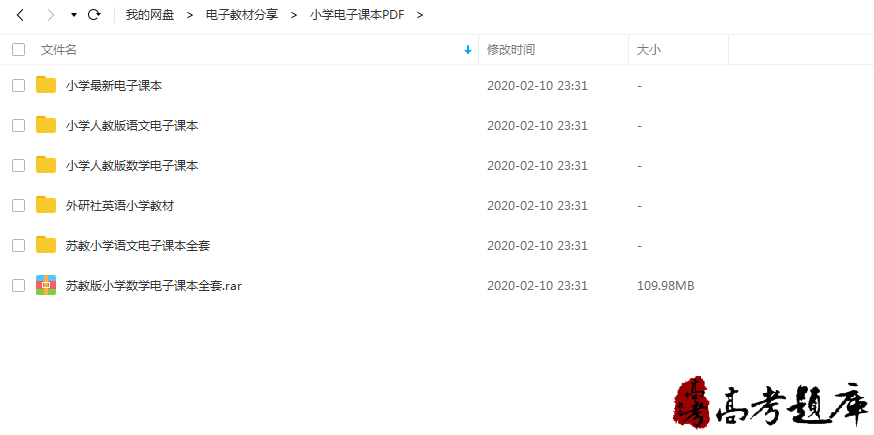 我的网盘 > 电子教材分享 > 小学电子课本PDF >
文件名 修改时间 大小
小学最新电子课本 2020-02-10 23:31 -
小学人教版语文电子课本 2020-02-10 23:31 -
小学人教版数学电子课本 2020-02-10 23:31 -
外研社英语小学教材 2020-02-10 23:31 -
苏教小学语文电子课本全套 2020-02-10 23:31 -
苏教版小学数学电子课本全套.rar 2020-02-10 23:31 109.98MB
高考 高考题库